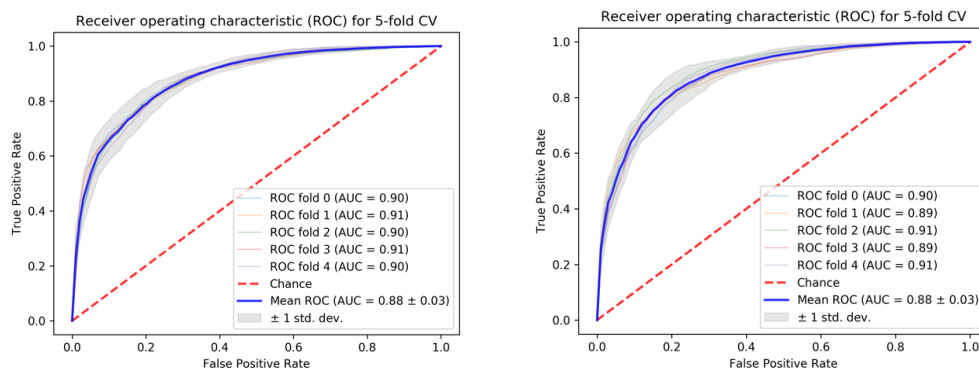 Receiver operating characteristic (ROC) for 5-fold CV
1.0
0.8
0.6
0.4
0.2
0.0
True Positive Rate
ROC fold 0 (AUC = 0.90)
ROC fold 1 (AUC = 0.91)
ROC fold 2 (AUC = 0.90)
ROC fold 3 (AUC = 0.91)
ROC fold 4 (AUC = 0.90)
Chance
Mean ROC (AUC = 0.88 ± 0.03)
± 1 std. dev.
0.0 0.2 0.4 0.6 0.8 1.0
False Positive Rate
Receiver operating characteristic (ROC) for 5-fold CV
1.0
0.8
0.6
0.4
0.2
0.0
True Positive Rate
ROC fold 0 (AUC = 0.90)
ROC fold 1 (AUC = 0.89)
ROC fold 2 (AUC = 0.91)
ROC fold 3 (AUC = 0.89)
ROC fold 4 (AUC = 0.91)
Chance
Mean ROC (AUC = 0.88 ± 0.03)
± 1 std. dev.
0.0 0.2 0.4 0.6 0.8 1.0
False Positive Rate